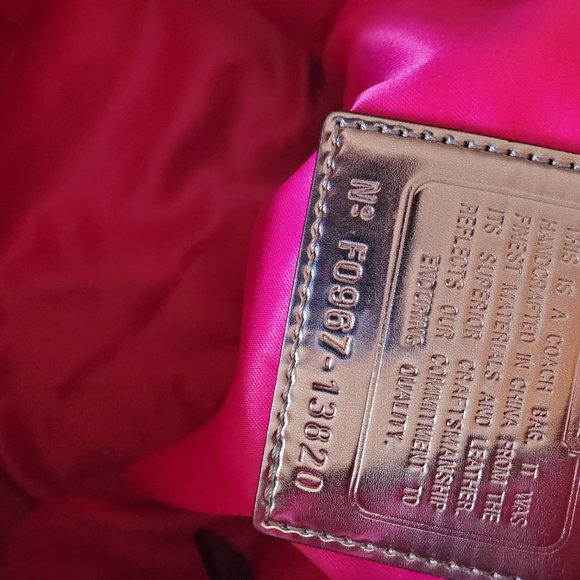 THIS IS A COACH BAG. IT WAS
HANDCRAFTED IN CHINA FROM THE
FINEST MATERIALS AND LEATHER.
ITS SUPERIOR CRAFTSMANSHIP
REFLECTS OUR COMMITMENT TO
ENDURING QUALITY.
Nº F0967-13820